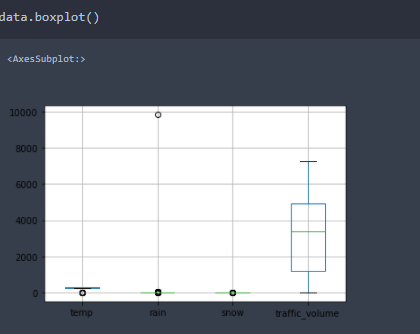 data.boxplot()
<AxesSubplot:>
10000
8000
6000
4000
2000
0
temp rain snow traffic_volume